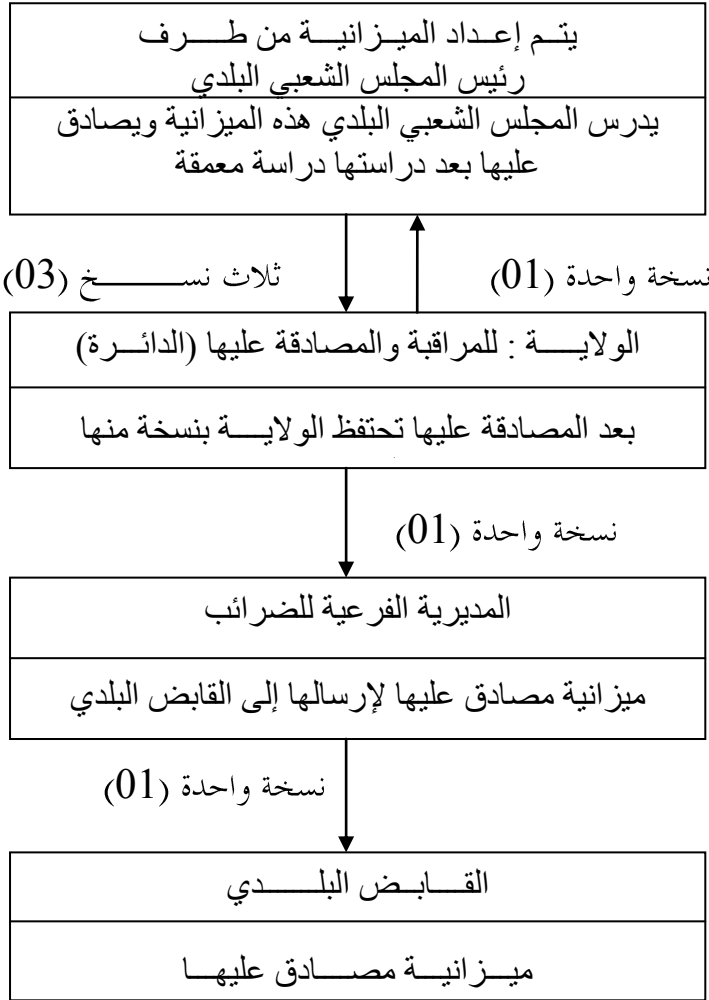 يتم إعداد الميزانية من طرف
رئيس المجلس الشعبي البلدي
يدرس المجلس الشعبي البلدي هذه الميزانية ويصادق
عليها بعد دراستها دراسة معمقة
نسخة واحدة (01)
ثلاث نسخ (03)
الولاية : للمراقبة والمصادقة عليها (الدائرة)
بعد المصادقة عليها تحتفظ الولاية بنسخة منها
نسخة واحدة (01)
المديرية الفرعية للضرائب
ميزانية مصادق عليها لإرسالها إلى القابض البلدي
نسخة واحدة (01)
القابض البلدي
ميزانية مصادق عليها